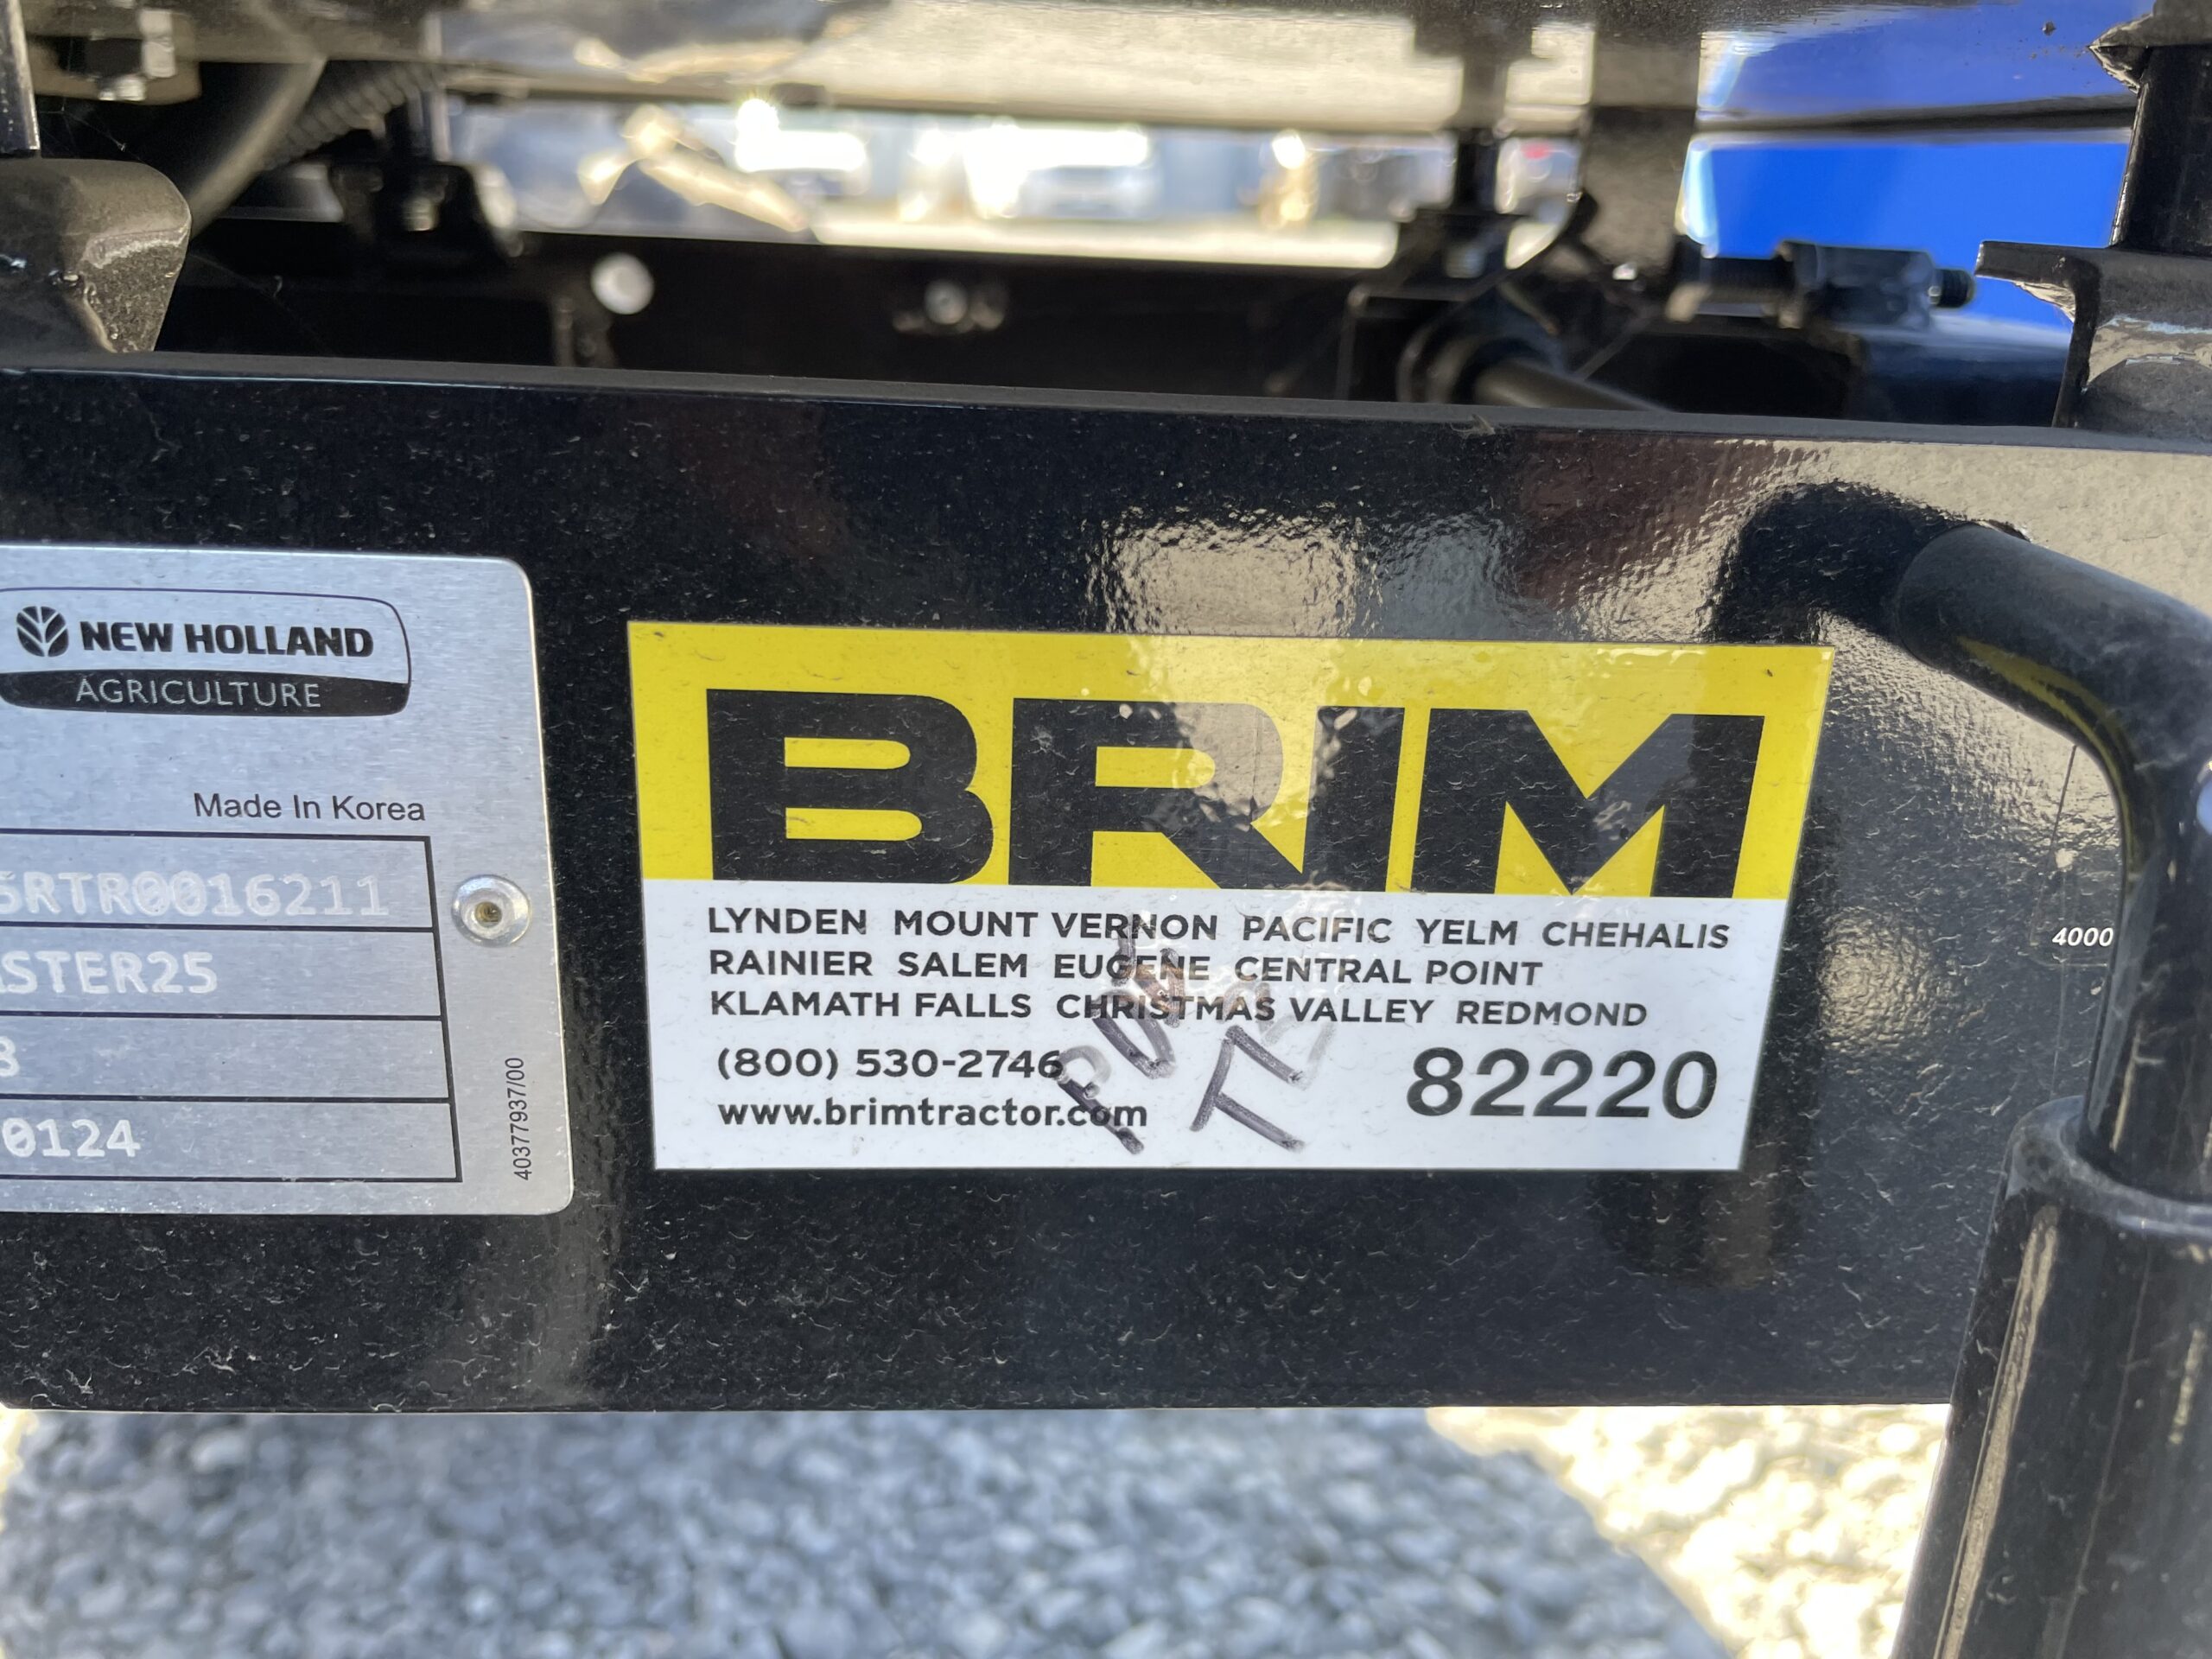 NEW HOLLAND
AGRICULTURE
Made In Korea
5RTR0016211
STER25
0124
40377937/00
BRIM
LYNDEN MOUNT VERNON PACIFIC YELM CHEHALIS
RAINIER SALEM EUGENE CENTRAL POINT
KLAMATH FALLS CHRISTMAS VALLEY REDMOND
(800) 530-2746
www.brimtractor.com
82220
4000